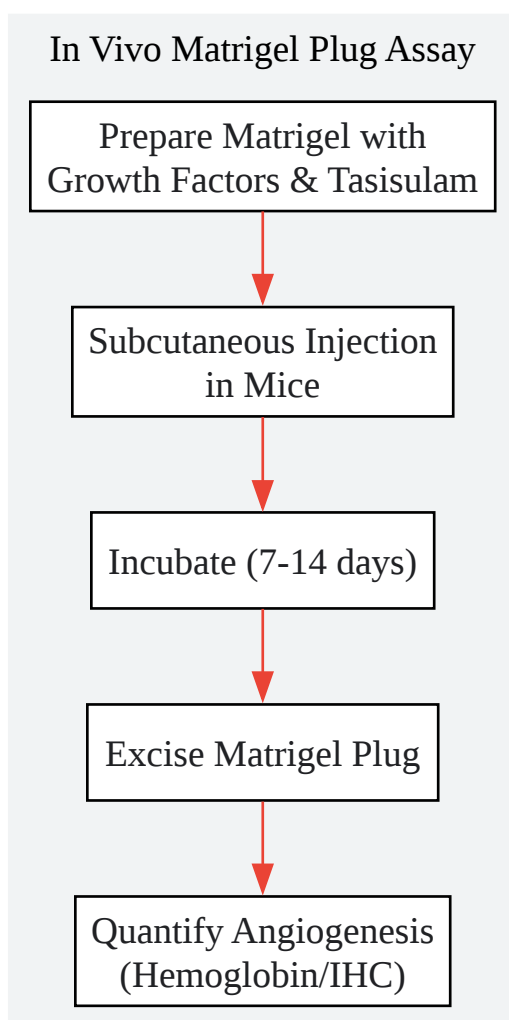 In Vivo Matrigel Plug Assay
Prepare Matrigel with
Growth Factors & Tasisulam
Subcutaneous Injection
in Mice
Incubate (7-14 days)
Excise Matrigel Plug
Quantify Angiogenesis
(Hemoglobin/IHC)